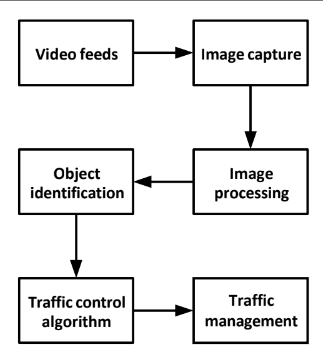 Video feeds
Image capture
Image
processing
Object
identification
Traffic control
algorithm
Traffic
management